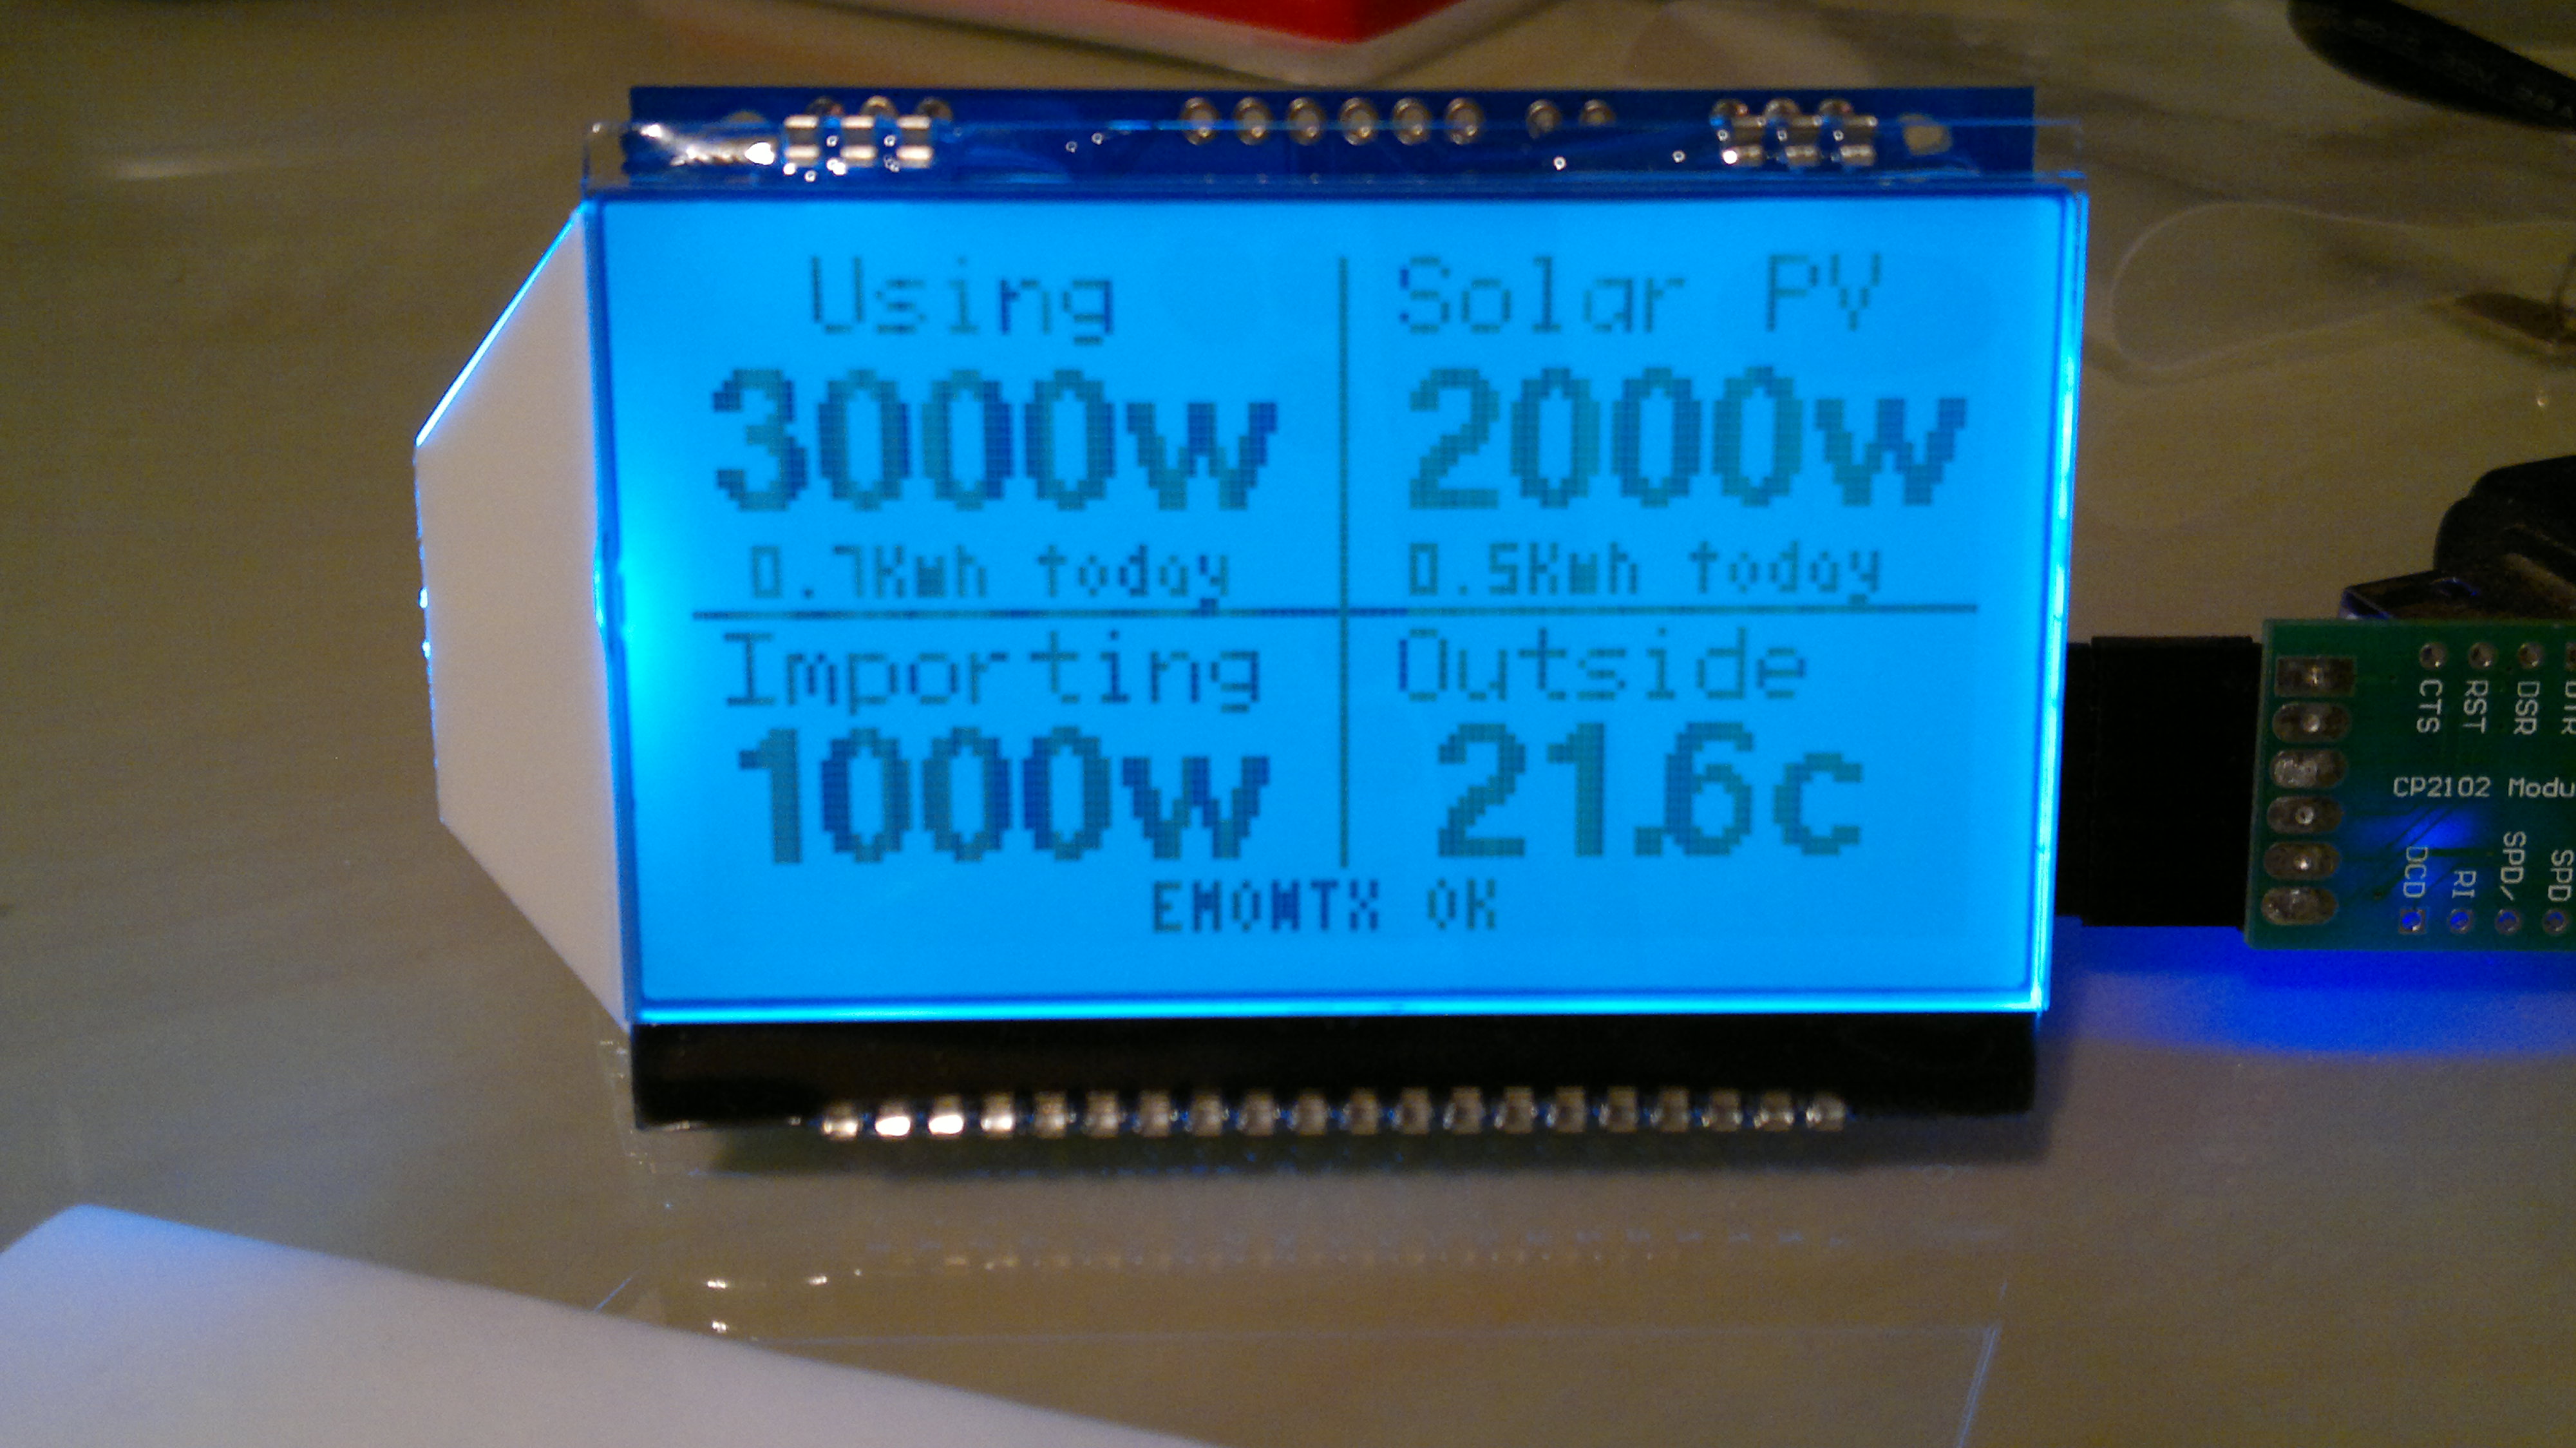 Using
3000w
0.7Kwh today
Solar PV
2000w
0.5Kwh today
Importing
1000w
Outside
21.6c
EMONTX OK
CTS
RST
DSR
DTR
CP2102 Modu
DCD
RI
SPD/
SPD